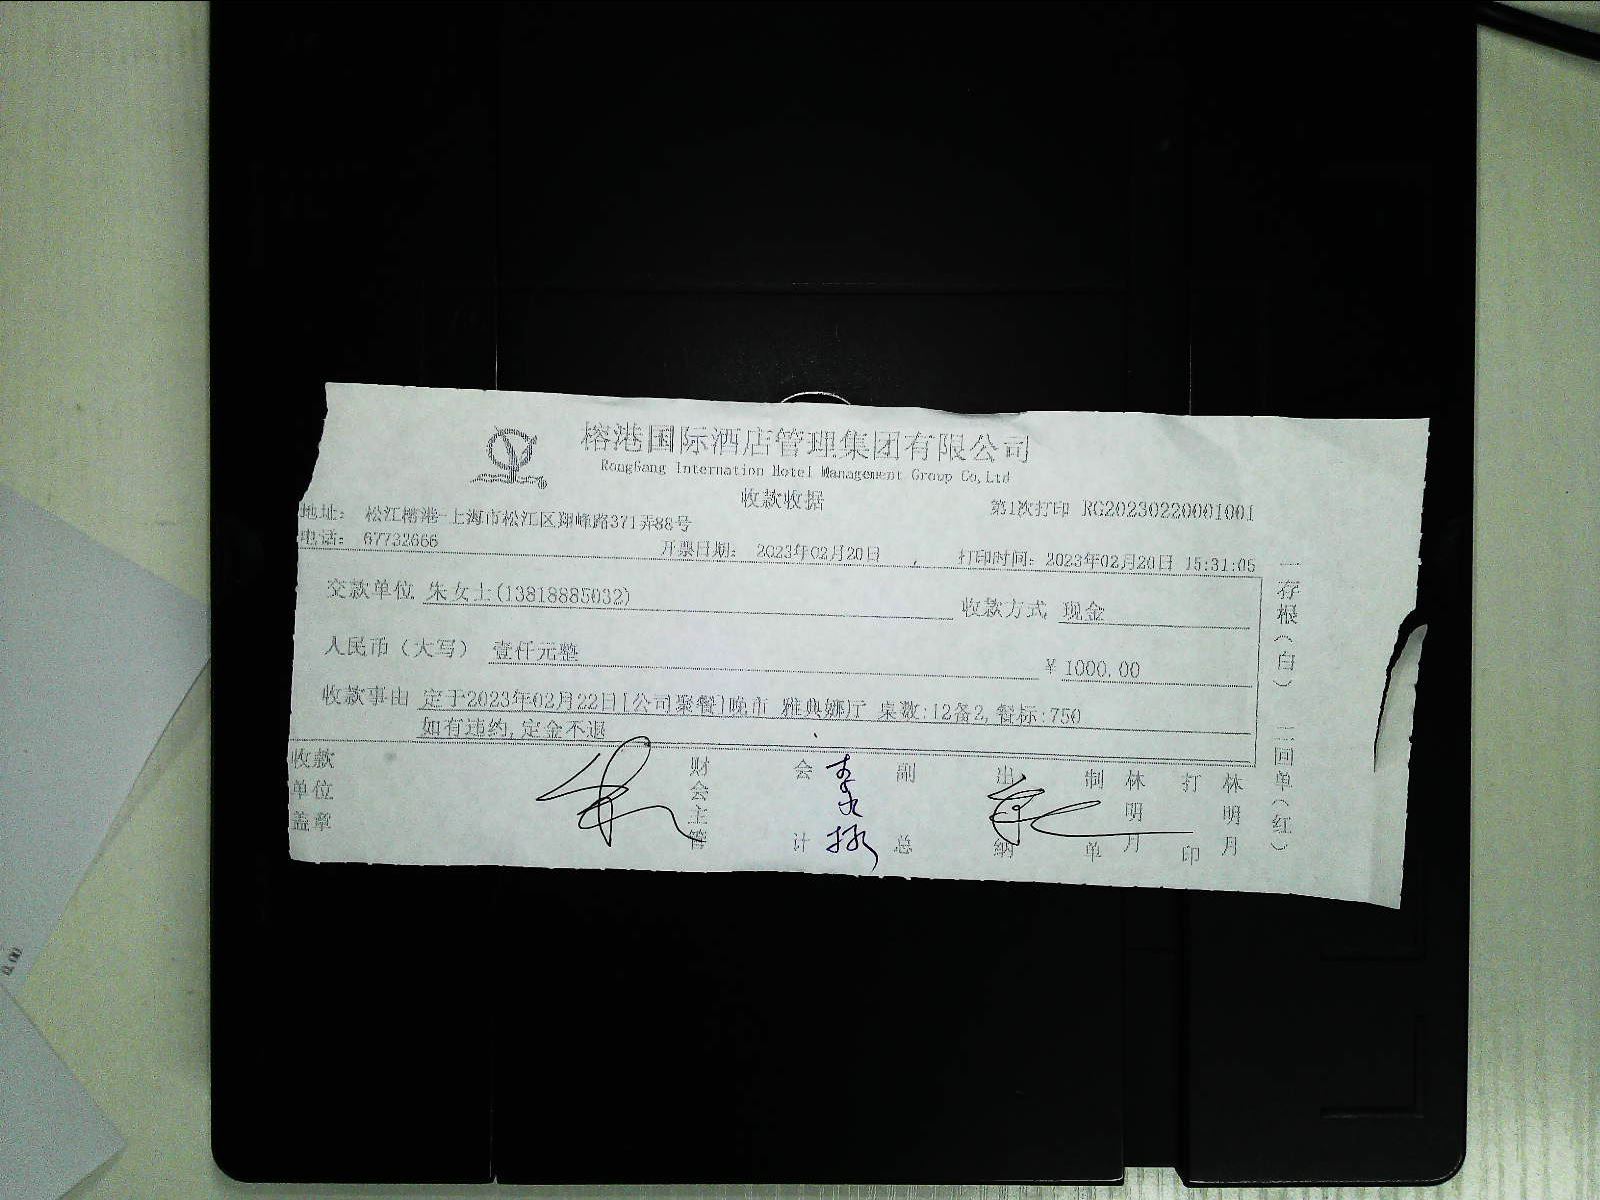 榕港国际酒店管理集团有限公司
RongGang Internation Hotel Management Group Co,Ltd
收款收据
第1次打印 RG20230220001001
地址： 松江榕港-上海市松江区翔峰路371弄88号
电话： 67732666
开票日期： 2023年02月20日 ,
打印时间：2023年02月20日 15:31:05
交款单位 朱女士(13818885032)
收款方式 现金
人民币（大写） 壹仟元整
¥ 1000.00
收款事由 定于2023年02月22日[公司聚餐]晚市 雅典娜厅 桌数:12备2,餐标:750
如有违约,定金不退
收款单位盖章
财会主管
会计
副总
出纳
制单 林明月
打印 林明月
一存根（白） 二回单（红）
0.00